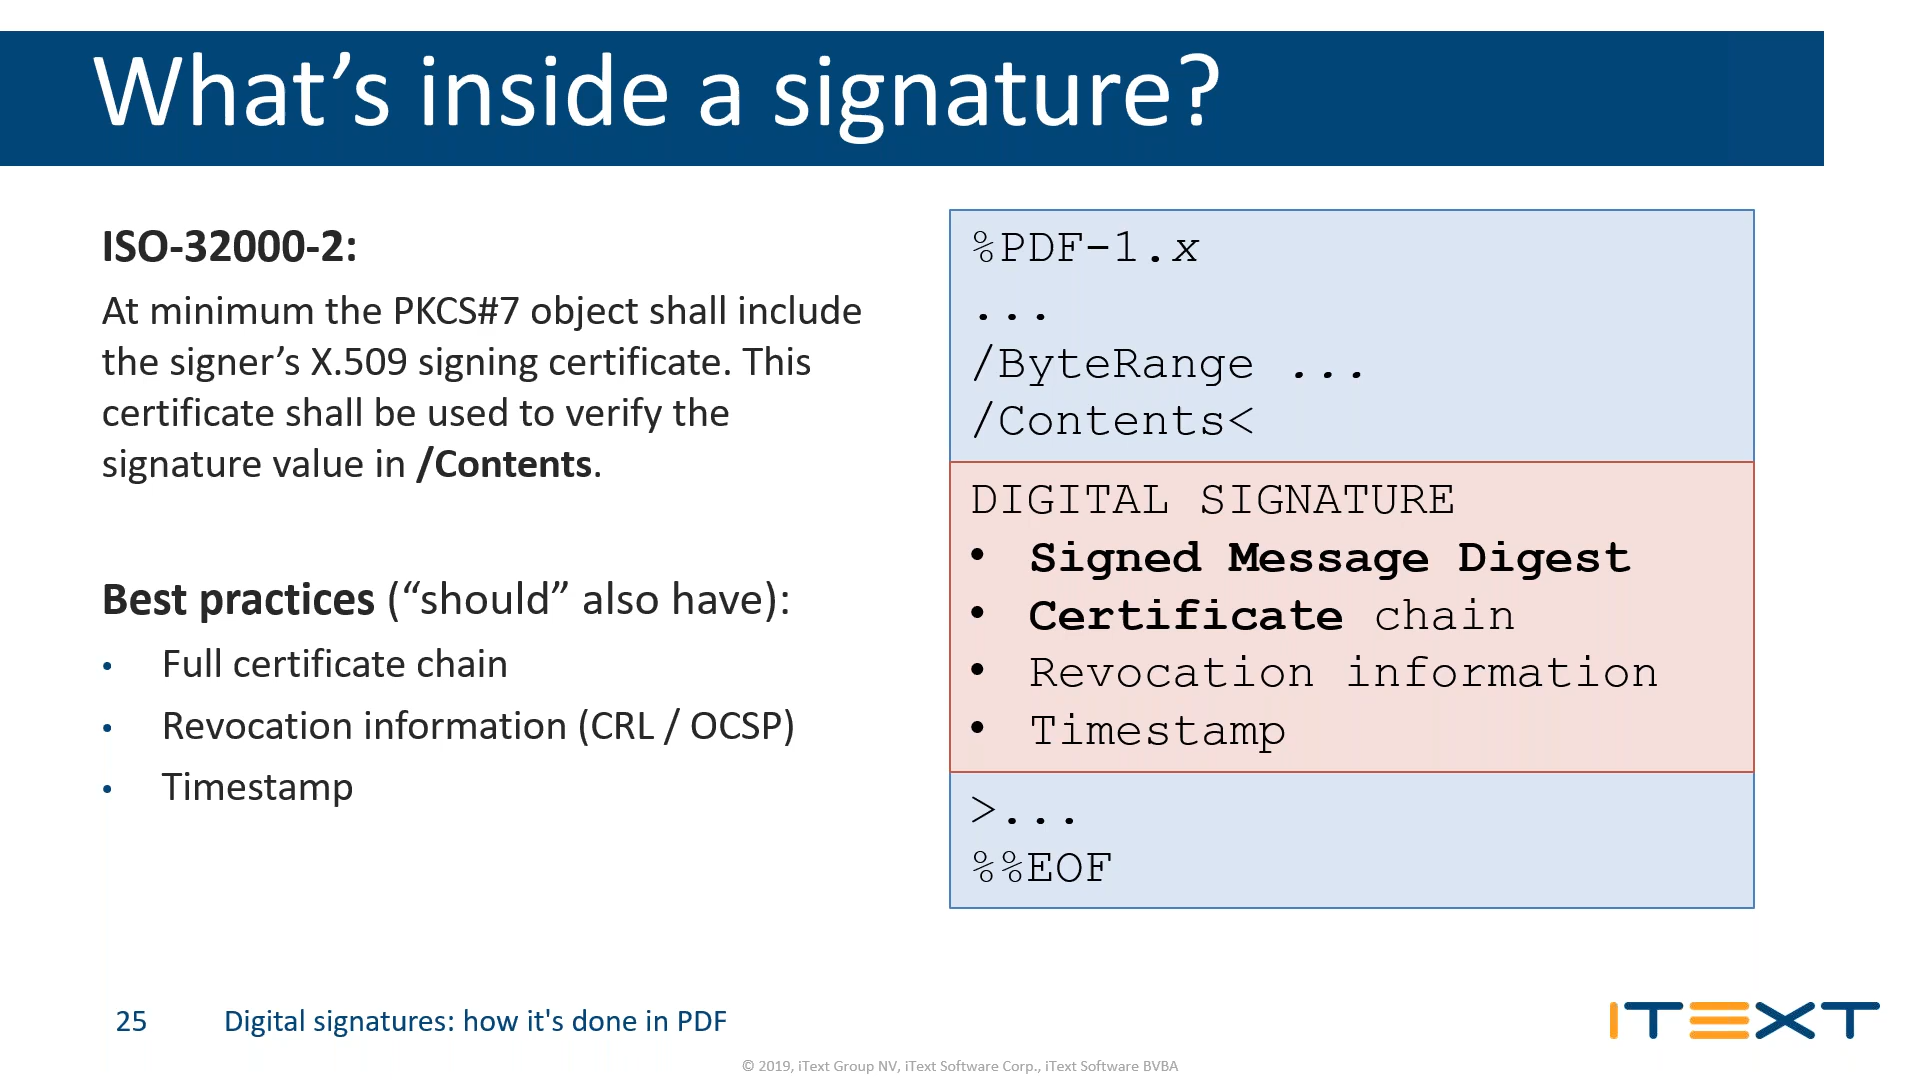 What’s inside a signature?
ISO-32000-2:
At minimum the PKCS#7 object shall include
the signer’s X.509 signing certificate. This
certificate shall be used to verify the
signature value in /Contents.
Best practices (“should” also have):
• Full certificate chain
• Revocation information (CRL / OCSP)
• Timestamp
%PDF-1.x
...
/ByteRange ...
/Contents<
DIGITAL SIGNATURE
• Signed Message Digest
• Certificate chain
• Revocation information
• Timestamp
>...
%%EOF
25 Digital signatures: how it's done in PDF
ITEXT
© 2019, iText Group NV, iText Software Corp., iText Software BVBA